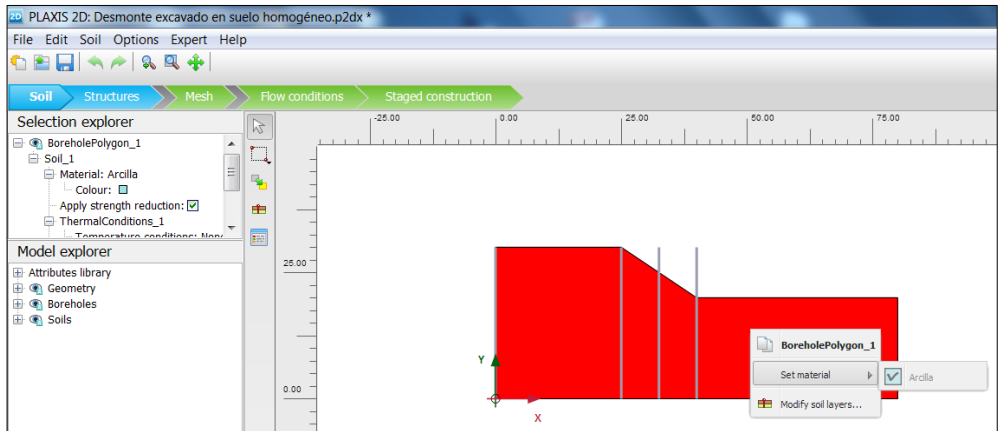 PLAXIS 2D: Desmonte excavado en suelo homogéneo.p2dx *
File Edit Soil Options Expert Help
Soil Structures Mesh Flow conditions Staged construction
Selection explorer
BoreholePolygon_1
Soil_1
Material: Arcilla
Colour:
Apply strength reduction:
ThermalConditions_1
Temperature conditions:
Model explorer
Attributes library
Geometry
Boreholes
Soils
-25.00 0.00 25.00 50.00 75.00
25.00
0.00
Y
X
BoreholePolygon_1
Set material
Arcilla
Modify soil layers...